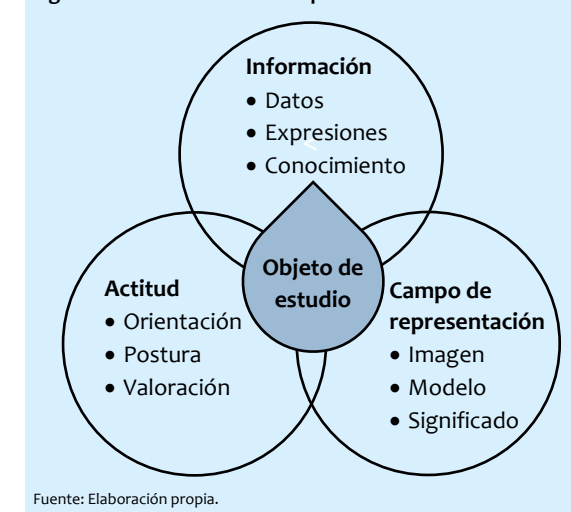 Información
• Datos
• Expresiones
• Conocimiento
Objeto de
estudio
Actitud
• Orientación
• Postura
• Valoración
Campo de
representación
• Imagen
• Modelo
• Significado
Fuente: Elaboración propia.